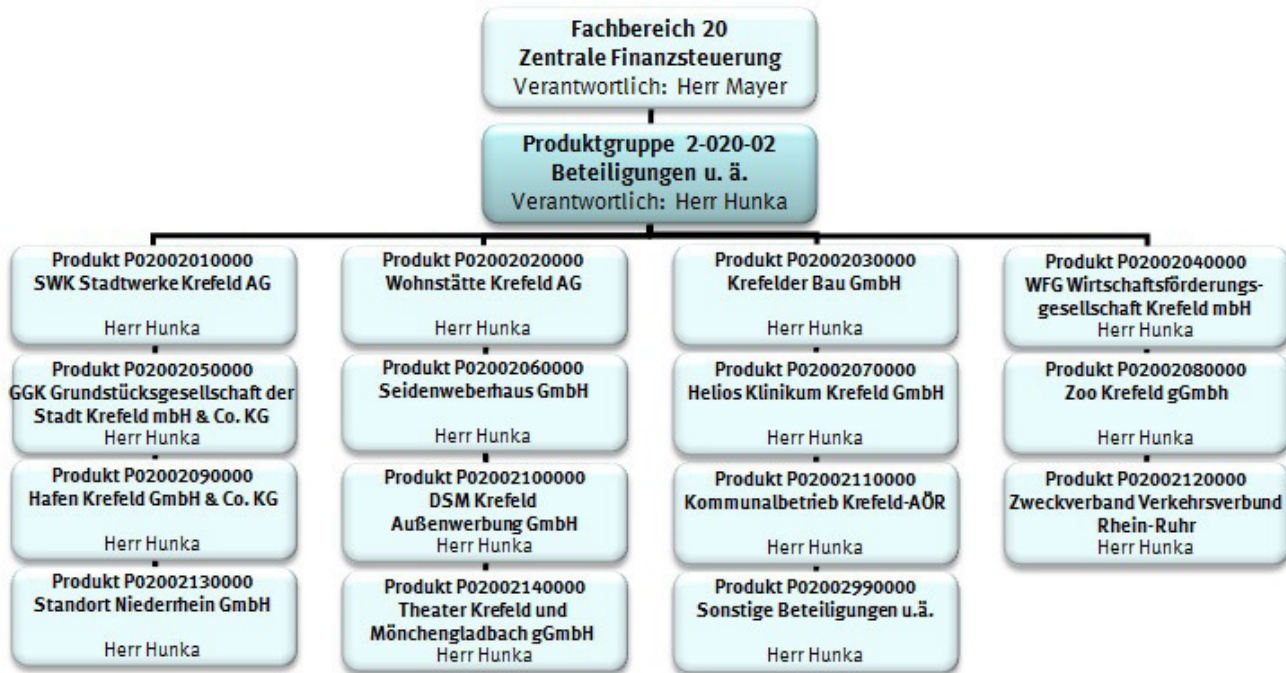 Fachbereich 20
Zentrale Finanzsteuerung
Verantwortlich: Herr Mayer
Produktgruppe 2-020-02
Beteiligungen u. ä.
Verantwortlich: Herr Hunka
Produkt P02002010000
SWK Stadtwerke Krefeld AG
Herr Hunka
Produkt P02002020000
Wohnstätte Krefeld AG
Herr Hunka
Produkt P02002030000
Krefelder Bau GmbH
Herr Hunka
Produkt P02002040000
WFG Wirtschaftsförderungs-
gesellschaft Krefeld mbH
Herr Hunka
Produkt P02002050000
GGK Grundstücksgesellschaft der
Stadt Krefeld mbH & Co. KG
Herr Hunka
Produkt P02002060000
Seidenweberhaus GmbH
Herr Hunka
Produkt P02002070000
Helios Klinikum Krefeld GmbH
Herr Hunka
Produkt P02002080000
Zoo Krefeld gGmbh
Herr Hunka
Produkt P02002090000
Hafen Krefeld GmbH & Co. KG
Herr Hunka
Produkt P02002100000
DSM Krefeld
Außenwerbung GmbH
Herr Hunka
Produkt P02002110000
Kommunalbetrieb Krefeld-AÖR
Herr Hunka
Produkt P02002120000
Zweckverband Verkehrsverbund
Rhein-Ruhr
Herr Hunka
Produkt P02002130000
Standort Niederrhein GmbH
Herr Hunka
Produkt P02002140000
Theater Krefeld und
Mönchengladbach gGmbH
Herr Hunka
Produkt P02002990000
Sonstige Beteiligungen u.ä.
Herr Hunka